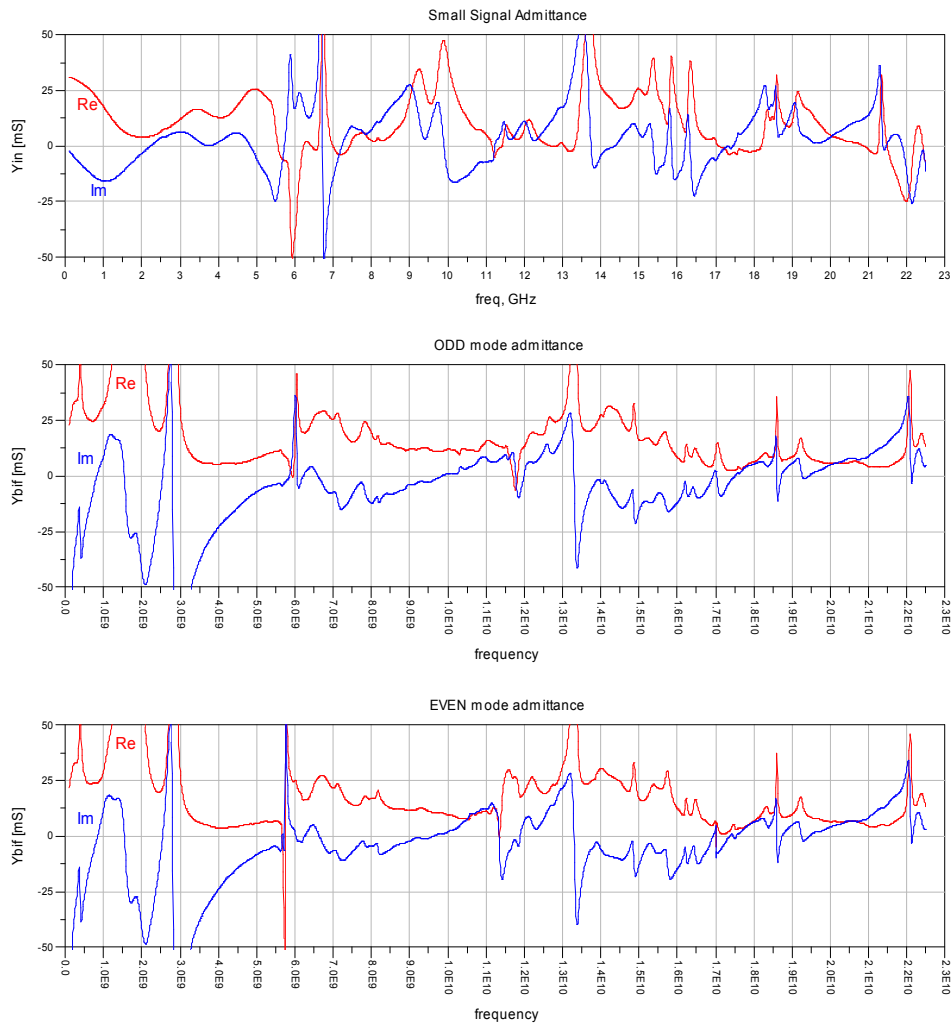 Small Signal Admittance
50
25
0
-25
-50
Yin [mS]
Re
Im
0 1 2 3 4 5 6 7 8 9 10 11 12 13 14 15 16 17 18 19 20 21 22 23
freq, GHz
ODD mode admittance
50
25
0
-25
-50
Ybif [mS]
Re
Im
0.0 1.0E9 2.0E9 3.0E9 4.0E9 5.0E9 6.0E9 7.0E9 8.0E9 9.0E9 1.0E10 1.1E10 1.2E10 1.3E10 1.4E10 1.5E10 1.6E10 1.7E10 1.8E10 1.9E10 2.0E10 2.1E10 2.2E10 2.3E10
frequency
EVEN mode admittance
50
25
0
-25
-50
Ybif [mS]
Re
Im
0.0 1.0E9 2.0E9 3.0E9 4.0E9 5.0E9 6.0E9 7.0E9 8.0E9 9.0E9 1.0E10 1.1E10 1.2E10 1.3E10 1.4E10 1.5E10 1.6E10 1.7E10 1.8E10 1.9E10 2.0E10 2.1E10 2.2E10 2.3E10
frequency